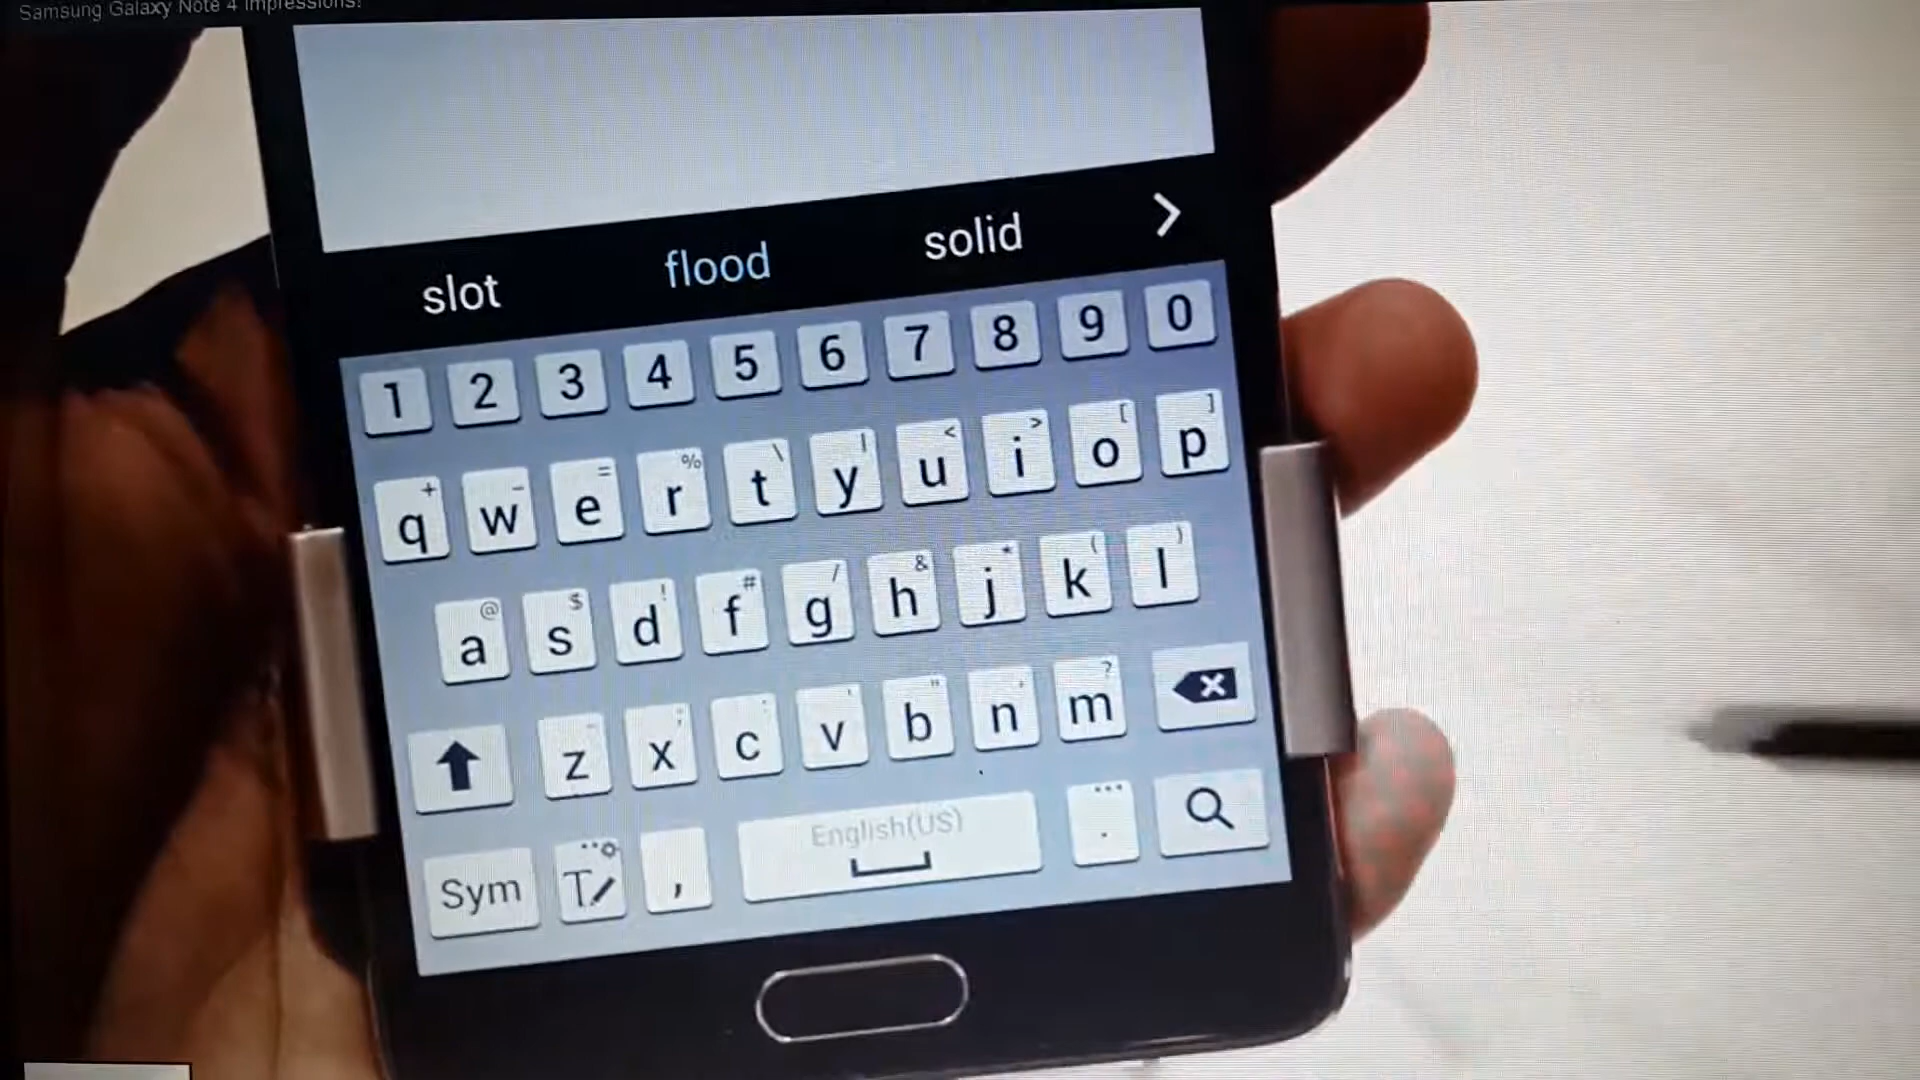 Samsung Galaxy Note 4 Impressions!
slot flood solid
1 2 3 4 5 6 7 8 9 0
+ - = % \ | < > [ ]
q w e r t y u i o p
@ $ ! # / & * ( )
a s d f g h j k l
- ; : ' " ?
z x c v b n m
English(US)
Sym T , .